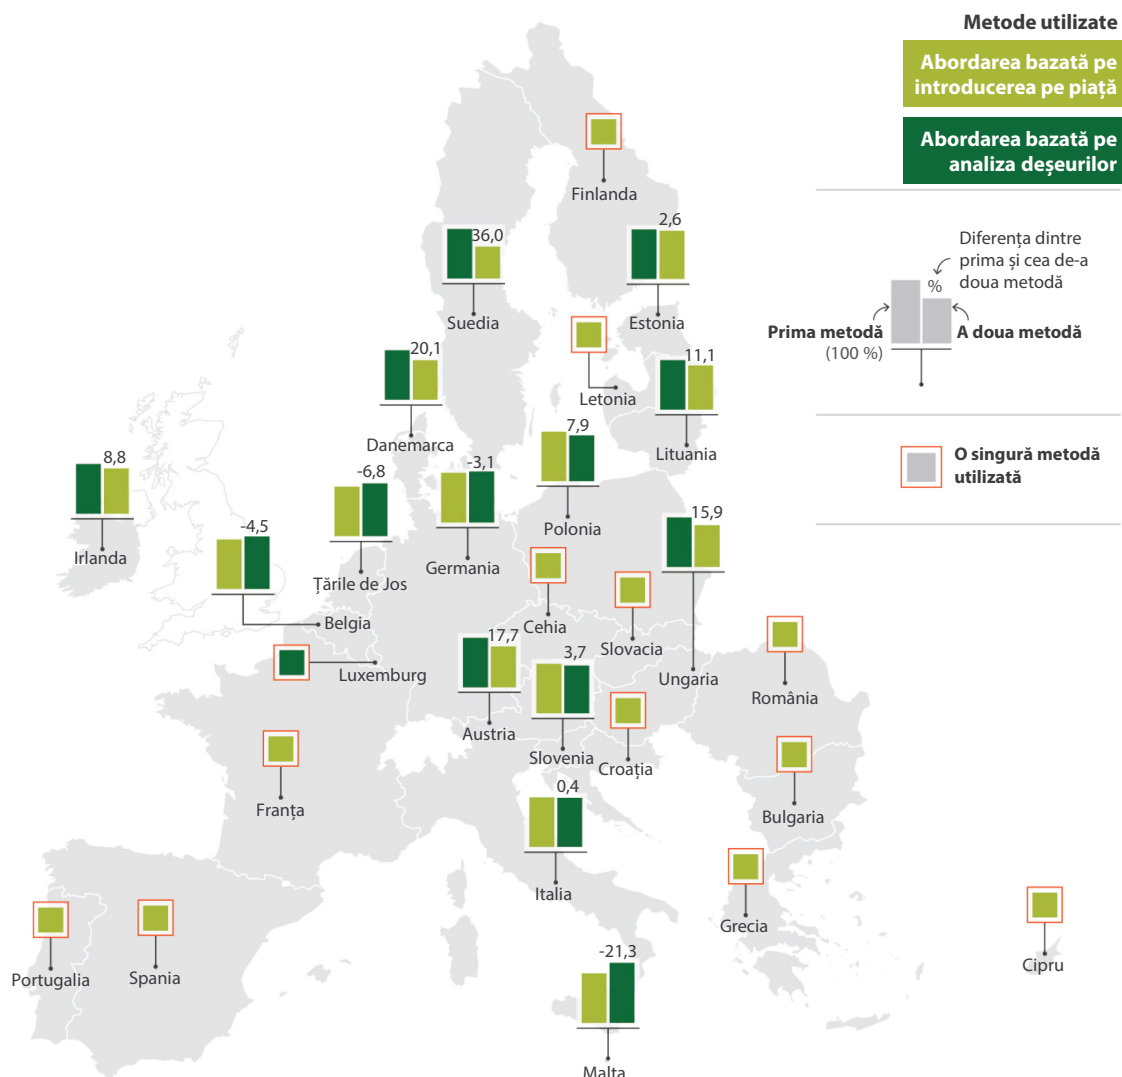 Metode utilizate
Abordarea bazată pe
introducerea pe piață
Abordarea bazată pe
analiza deșeurilor
Diferența dintre
prima și cea de-a
doua metodă
%
Prima metodă
(100 %)
A doua metodă
O singură metodă
utilizată
Finlanda
36,0
Suedia
2,6
Estonia
Letonia
20,1
Danemarca
11,1
Lituania
7,9
Polonia
8,8
Irlanda
-6,8
Țările de Jos
-3,1
Germania
-4,5
Belgia
15,9
Ungaria
Cehia
Slovacia
Luxemburg
17,7
Austria
3,7
Slovenia
Croația
România
Franța
Bulgaria
0,4
Italia
Grecia
Portugalia
Spania
Cipru
-21,3
Malta